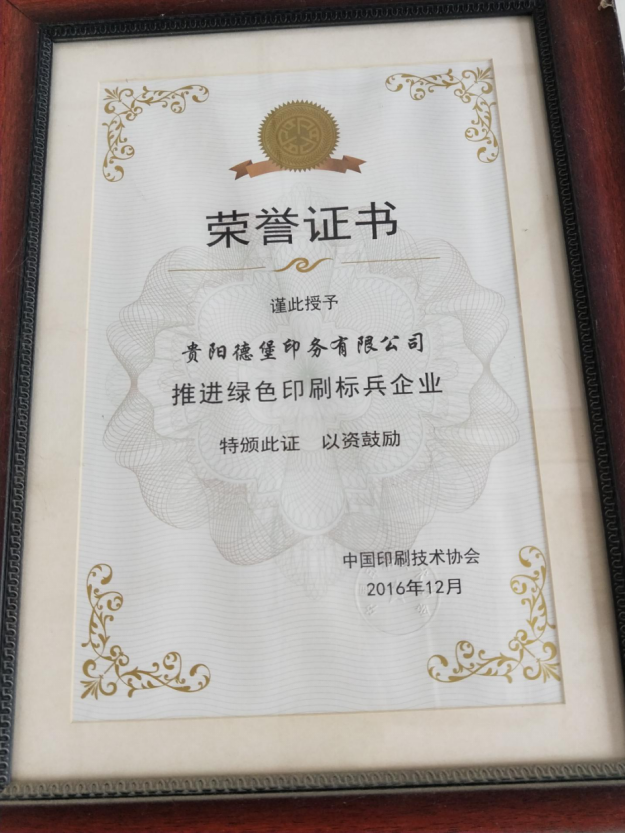 荣誉证书
谨此授予
贵阳德堡印务有限公司
推进绿色印刷标兵企业
特颁此证 以资鼓励
中国印刷技术协会
2016年12月